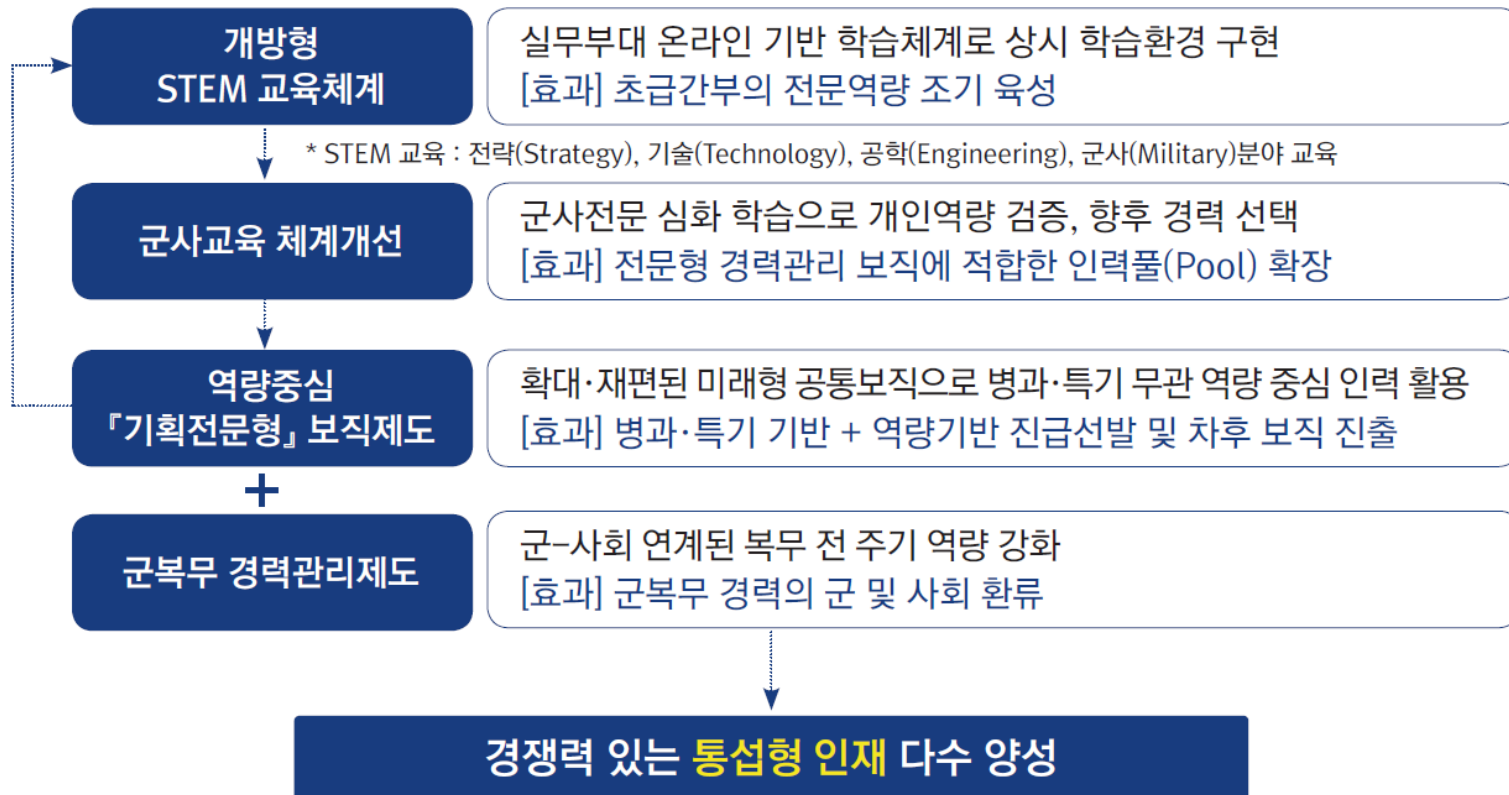 개방형
STEM 교육체계
실무부대 온라인 기반 학습체계로 상시 학습환경 구현
[효과] 초급간부의 전문역량 조기 육성
* STEM 교육 : 전략(Strategy), 기술(Technology), 공학(Engineering), 군사(Military)분야 교육
군사교육 체계개선
군사전문 심화 학습으로 개인역량 검증, 향후 경력 선택
[효과] 전문형 경력관리 보직에 적합한 인력풀(Pool) 확장
역량중심
『기획전문형』 보직제도
확대·재편된 미래형 공통보직으로 병과·특기 무관 역량 중심 인력 활용
[효과] 병과·특기 기반 + 역량기반 진급선발 및 차후 보직 진출
+
군복무 경력관리제도
군-사회 연계된 복무 전 주기 역량 강화
[효과] 군복무 경력의 군 및 사회 환류
경쟁력 있는 통섭형 인재 다수 양성